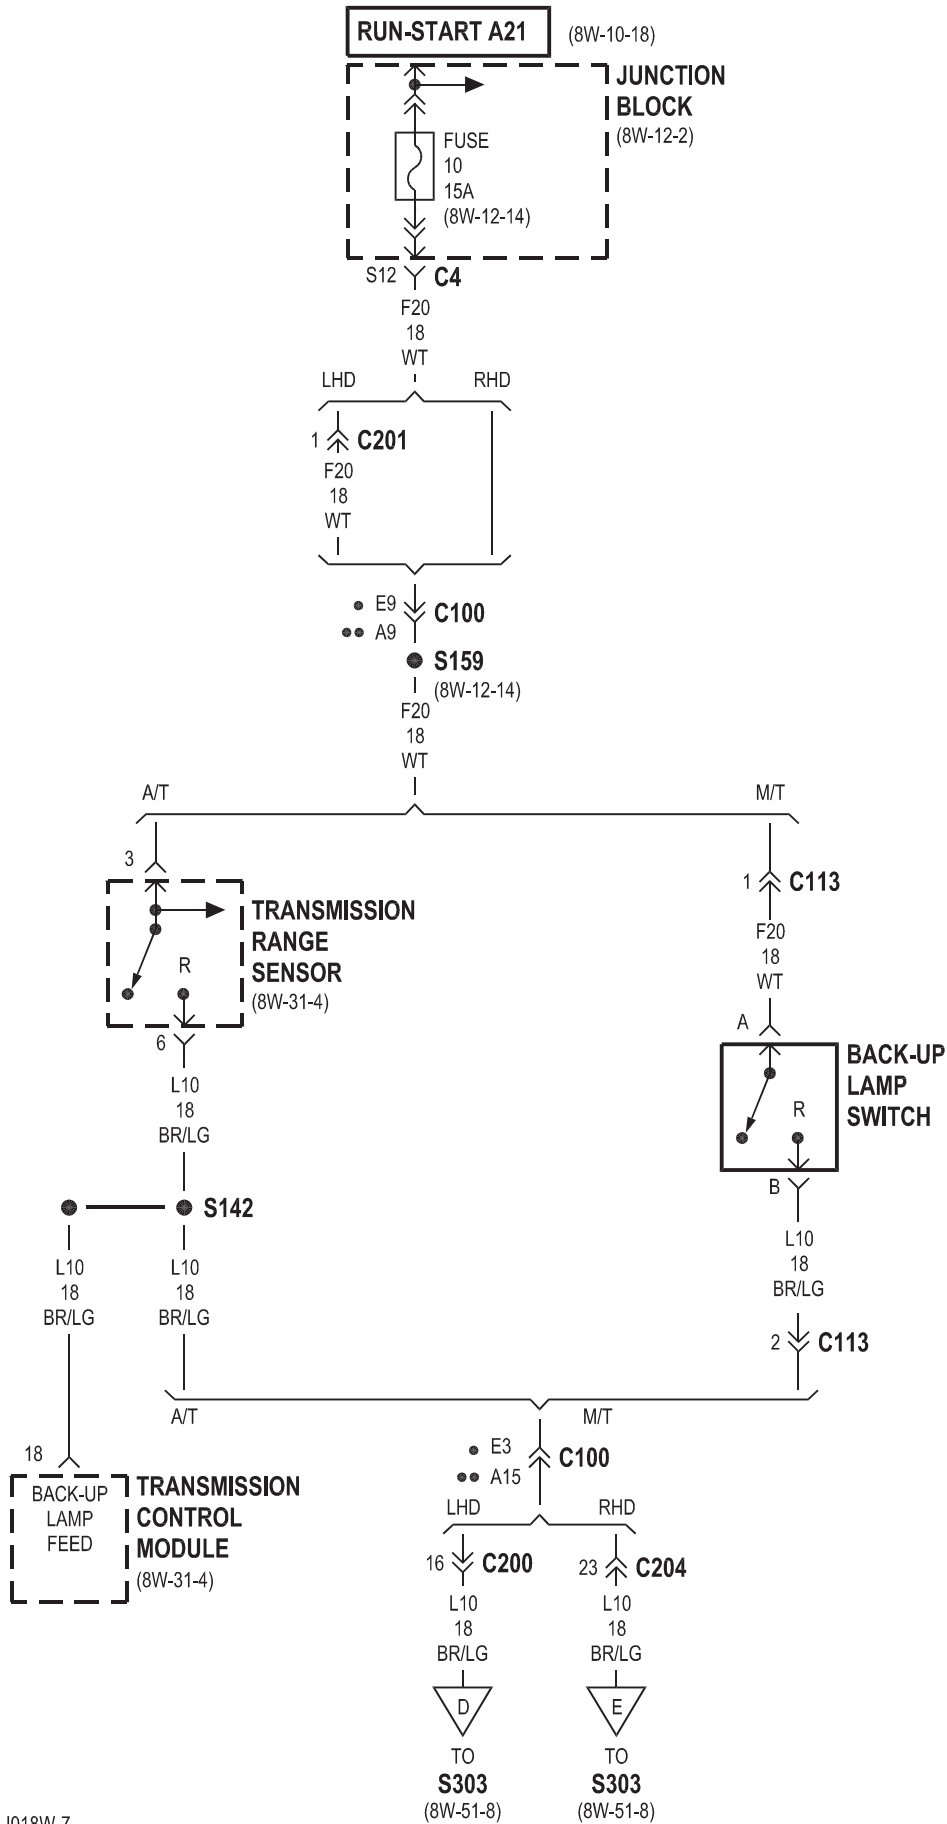 RUN-START A21 (8W-10-18)
JUNCTION
BLOCK
(8W-12-2)
FUSE
10
15A
(8W-12-14)
S12 C4
F20
18
WT
LHD RHD
1 C201
F20
18
WT
E9 C100
A9
S159
(8W-12-14)
F20
18
WT
A/T M/T
3
TRANSMISSION
RANGE
SENSOR
(8W-31-4)
R
6
1 C113
F20
18
WT
A
BACK-UP
LAMP
SWITCH
R
B
L10
18
BR/LG
S142
L10
18
BR/LG
L10
18
BR/LG
L10
18
BR/LG
2 C113
A/T M/T
18
BACK-UP
LAMP
FEED
TRANSMISSION
CONTROL
MODULE
(8W-31-4)
E3 C100
A15
LHD RHD
16 C200
23 C204
L10
18
BR/LG
L10
18
BR/LG
D E
TO
S303
(8W-51-8)
TO
S303
(8W-51-8)